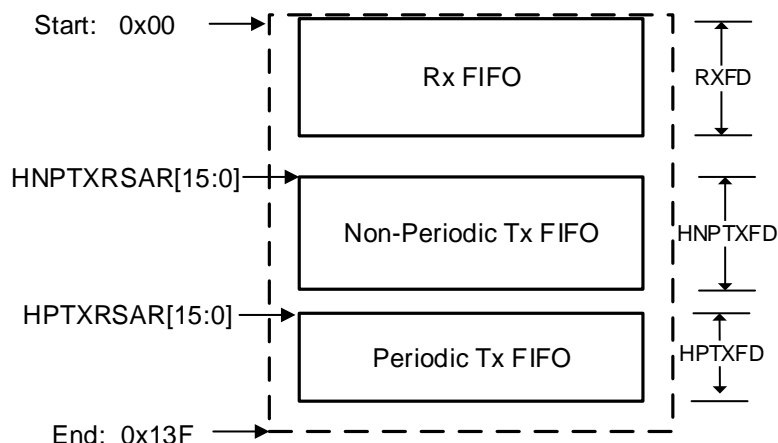 Start: 0x00
Rx FIFO
RXFD
HNPTXRSAR[15:0]
Non-Periodic Tx FIFO
HNPTXFD
HPTXRSAR[15:0]
Periodic Tx FIFO
HPTXFD
End: 0x13F